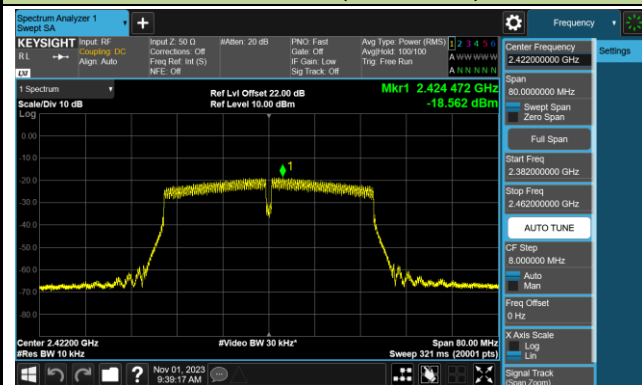 Spectrum Analyzer 1
Swept SA
+
Frequency
KEYSIGHT
RL
LXI
Input: RF
Coupling: DC
Align: Auto
Input Z: 50 Ω
Corrections: Off
Freq Ref: Int (S)
NFE: Off
#Atten: 20 dB
PNO: Fast
Gate: Off
IF Gain: Low
Sig Track: Off
Avg Type: Power (RMS)
Avg|Hold: 100/100
Trig: Free Run
1 2 3 4 5 6
A W W W W W
A N N N N N
1 Spectrum
Scale/Div 10 dB
Log
Ref Lvl Offset 22.00 dB
Ref Level 10.00 dBm
Mkr1 2.424 472 GHz
-18.562 dBm
1
0.00
-10.0
-20.0
-30.0
-40.0
-50.0
-60.0
-70.0
-80.0
Center 2.42200 GHz
#Res BW 10 kHz
#Video BW 30 kHz*
Span 80.00 MHz
Sweep 321 ms (20001 pts)
Center Frequency
2.422000000 GHz
Settings
Span
80.0000000 MHz
Swept Span
Zero Span
Full Span
Start Freq
2.382000000 GHz
Stop Freq
2.462000000 GHz
AUTO TUNE
CF Step
8.000000 MHz
Auto
Man
Freq Offset
0 Hz
X Axis Scale
Log
Lin
Signal Track
(Span Zoom)
?
Nov 01, 2023
9:39:17 AM